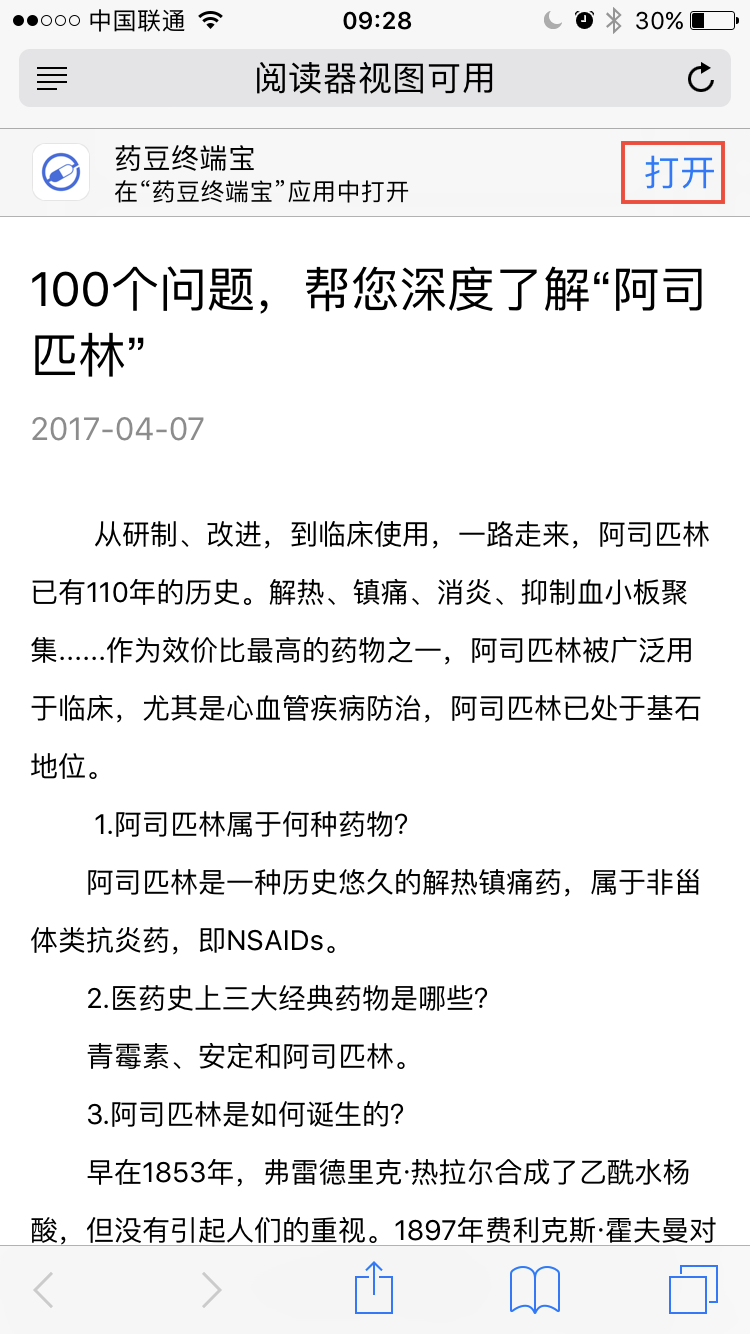 中国联通 09:28 30%
阅读器视图可用
药豆终端宝
在“药豆终端宝”应用中打开
打开
100个问题，帮您深度了解“阿司
匹林”
2017-04-07
从研制、改进，到临床使用，一路走来，阿司匹林
已有110年的历史。解热、镇痛、消炎、抑制血小板聚
集......作为效价比最高的药物之一，阿司匹林被广泛用
于临床，尤其是心血管疾病防治，阿司匹林已处于基石
地位。
1.阿司匹林属于何种药物?
阿司匹林是一种历史悠久的解热镇痛药，属于非甾
体类抗炎药，即NSAIDs。
2.医药史上三大经典药物是哪些?
青霉素、安定和阿司匹林。
3.阿司匹林是如何诞生的?
早在1853年，弗雷德里克·热拉尔合成了乙酰水杨
酸，但没有引起人们的重视。1897年费利克斯·霍夫曼对